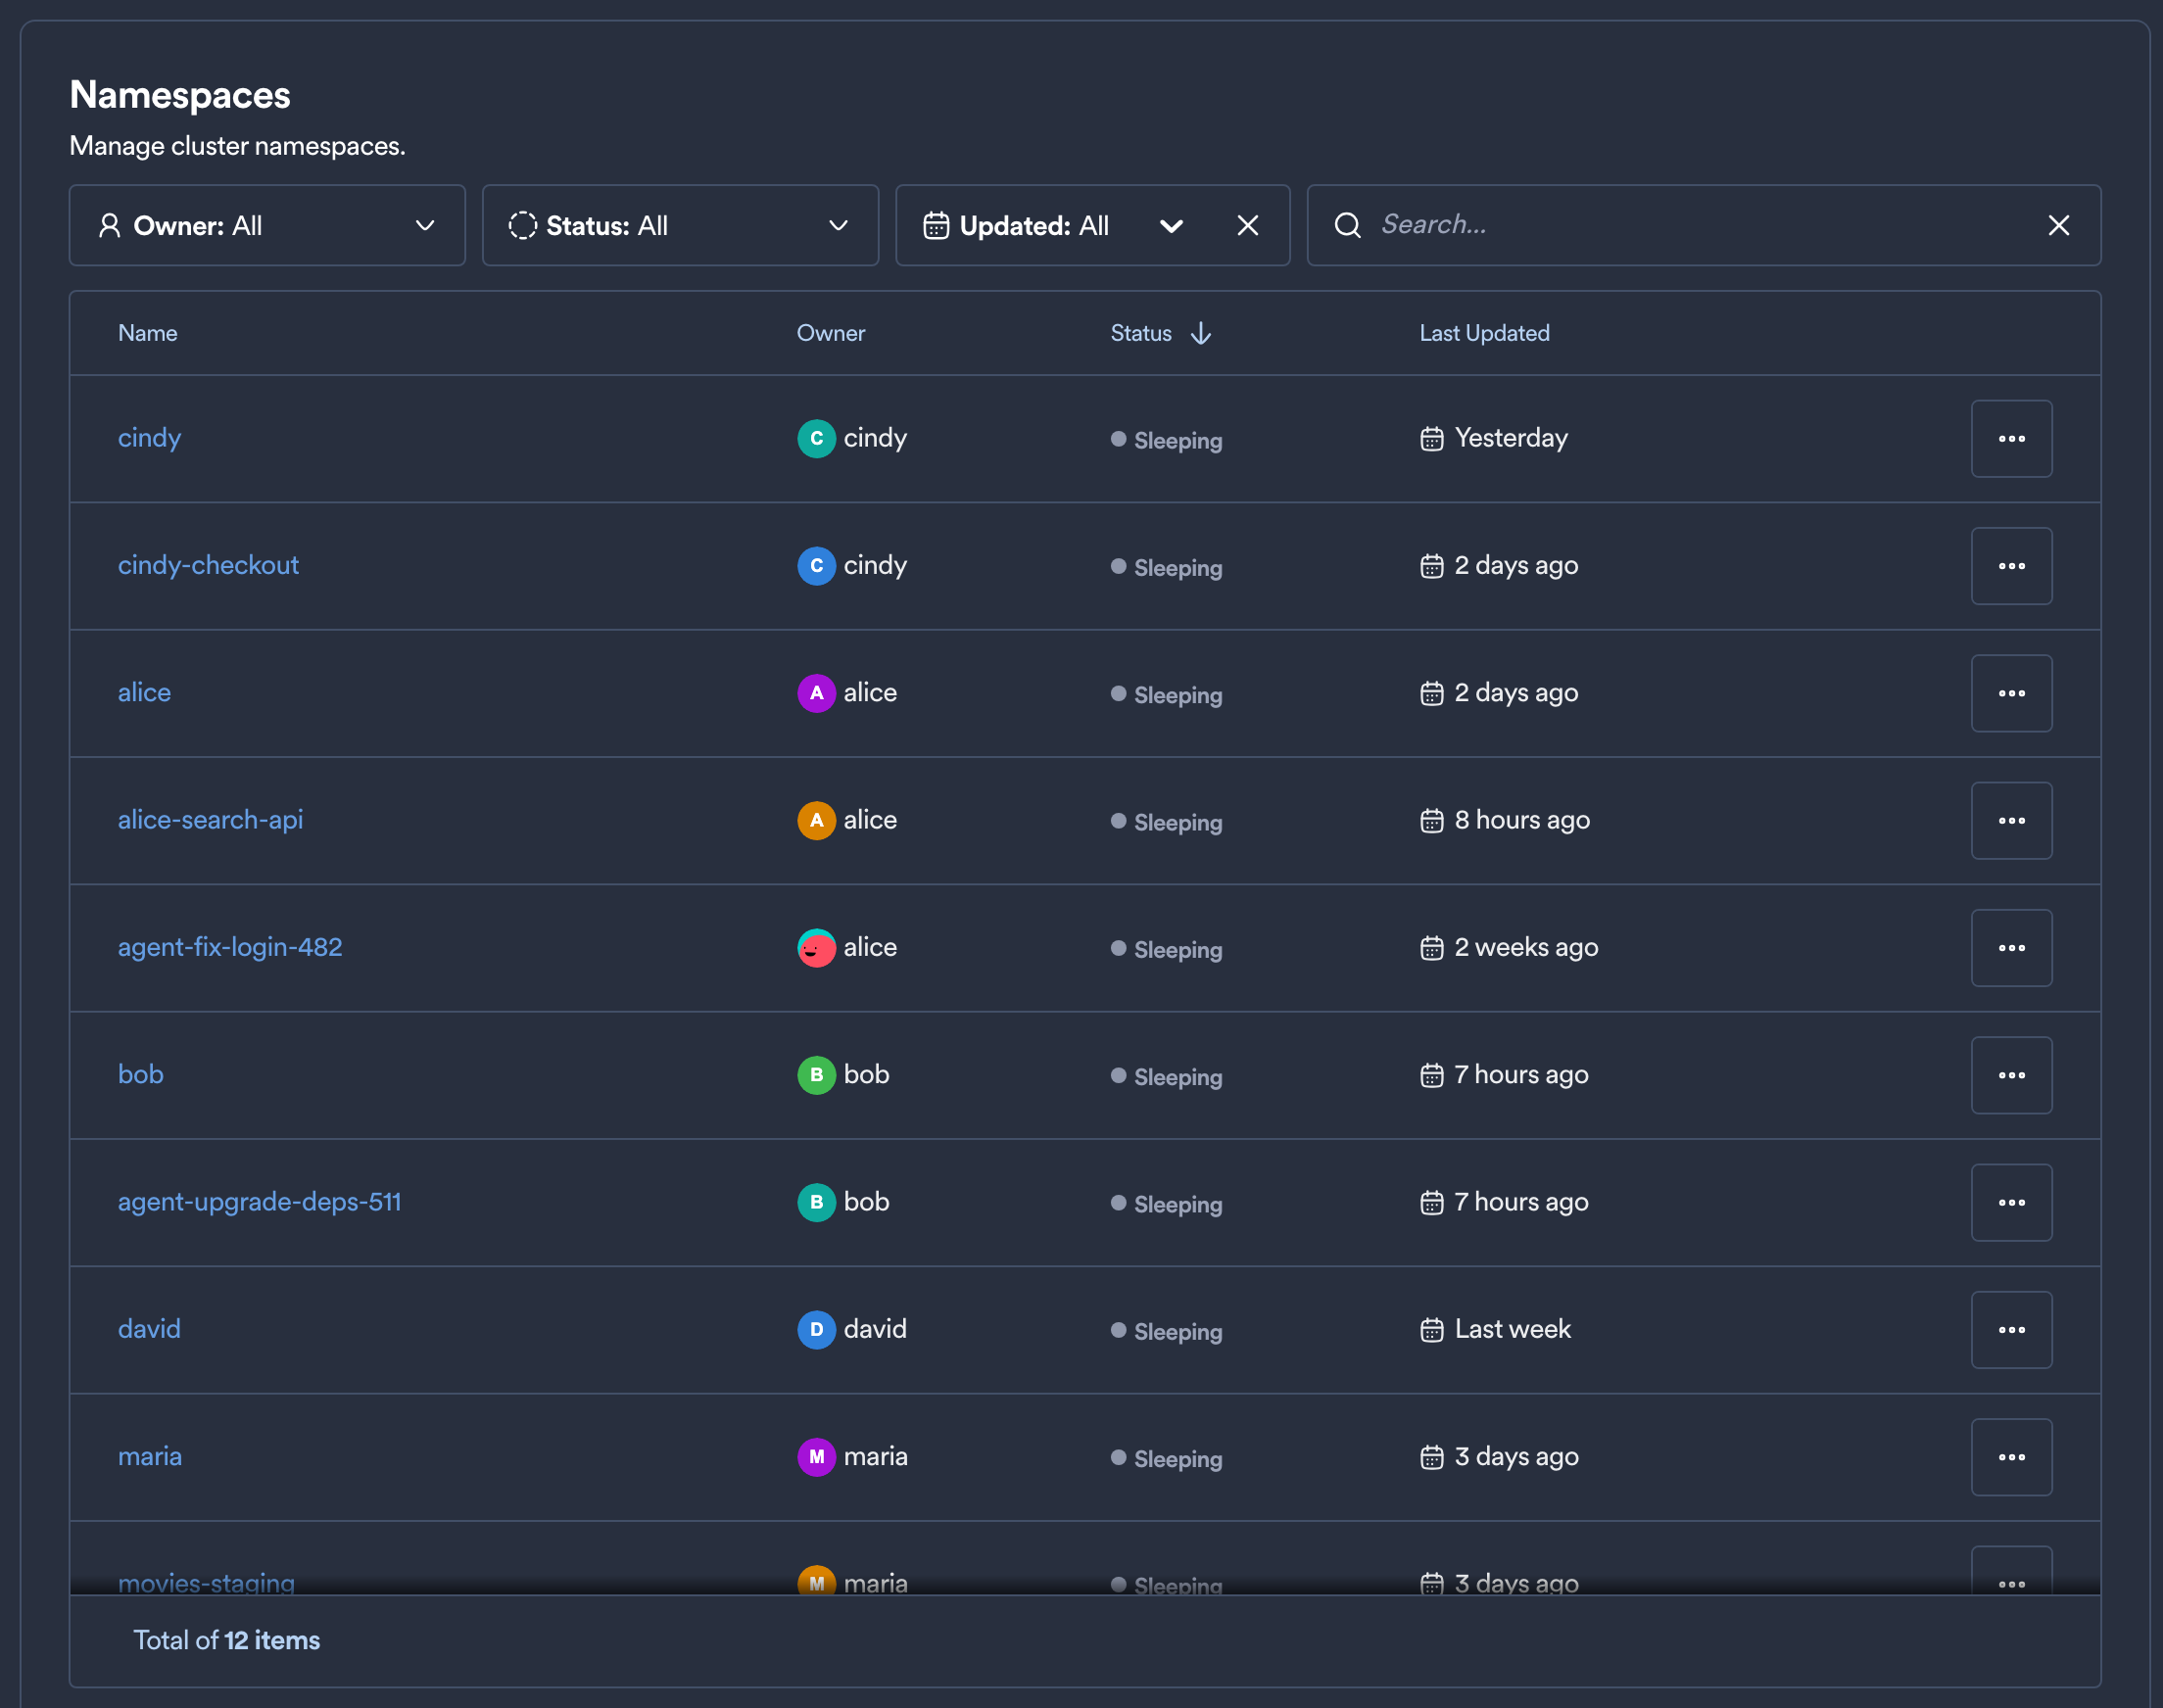 Namespaces
Manage cluster namespaces.
Owner: All Status: All Updated: All Search...
Name Owner Status Last Updated
cindy C cindy Sleeping Yesterday
cindy-checkout C cindy Sleeping 2 days ago
alice A alice Sleeping 2 days ago
alice-search-api A alice Sleeping 8 hours ago
agent-fix-login-482 alice Sleeping 2 weeks ago
bob B bob Sleeping 7 hours ago
agent-upgrade-deps-511 B bob Sleeping 7 hours ago
david D david Sleeping Last week
maria M maria Sleeping 3 days ago
movies-staging M maria Sleeping 3 days ago
Total of 12 items